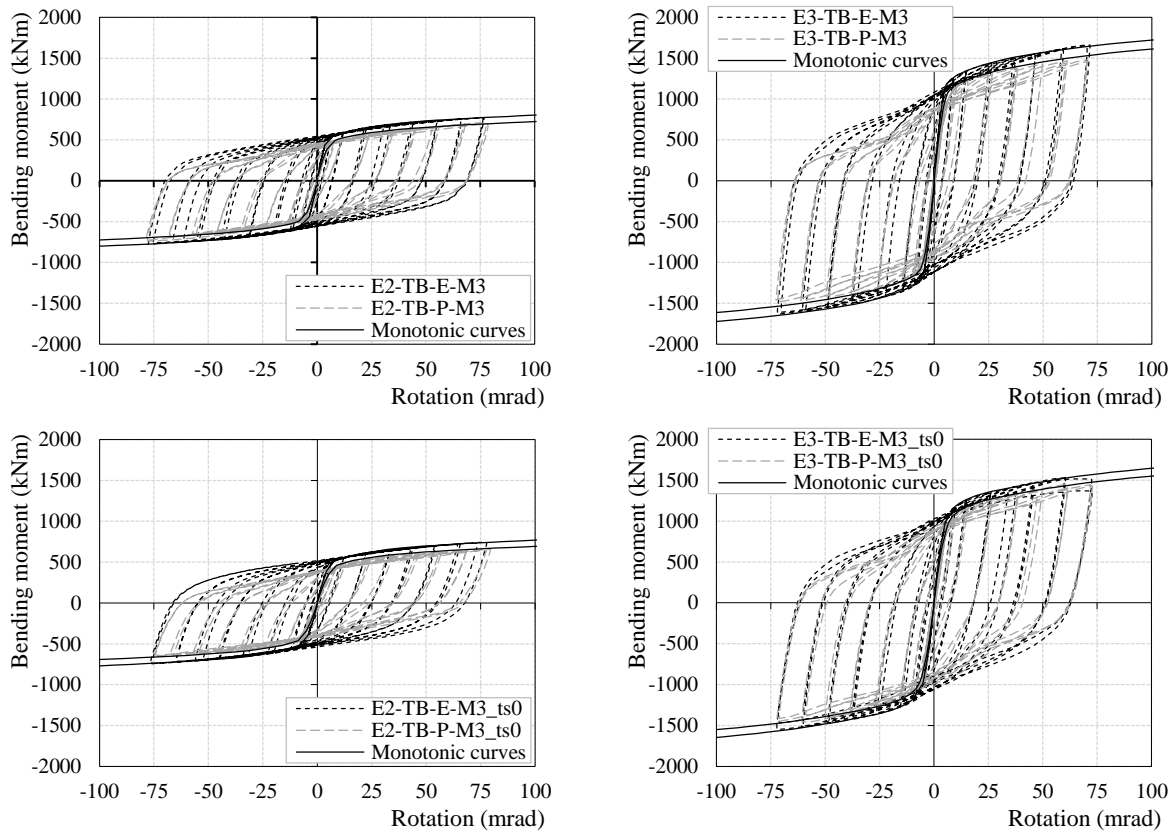 2000
1500
1000
500
0
-500
-1000
-1500
-2000
Bending moment (kNm)
E2-TB-E-M3
E2-TB-P-M3
Monotonic curves
-100 -75 -50 -25 0 25 50 75 100
Rotation (mrad)
2000
1500
1000
500
0
-500
-1000
-1500
-2000
Bending moment (kNm)
E3-TB-E-M3
E3-TB-P-M3
Monotonic curves
-100 -75 -50 -25 0 25 50 75 100
Rotation (mrad)
2000
1500
1000
500
0
-500
-1000
-1500
-2000
Bending moment (kNm)
E2-TB-E-M3_ts0
E2-TB-P-M3_ts0
Monotonic curves
-100 -75 -50 -25 0 25 50 75 100
Rotation (mrad)
2000
1500
1000
500
0
-500
-1000
-1500
-2000
Bending moment (kNm)
E3-TB-E-M3_ts0
E3-TB-P-M3_ts0
Monotonic curves
-100 -75 -50 -25 0 25 50 75 100
Rotation (mrad)